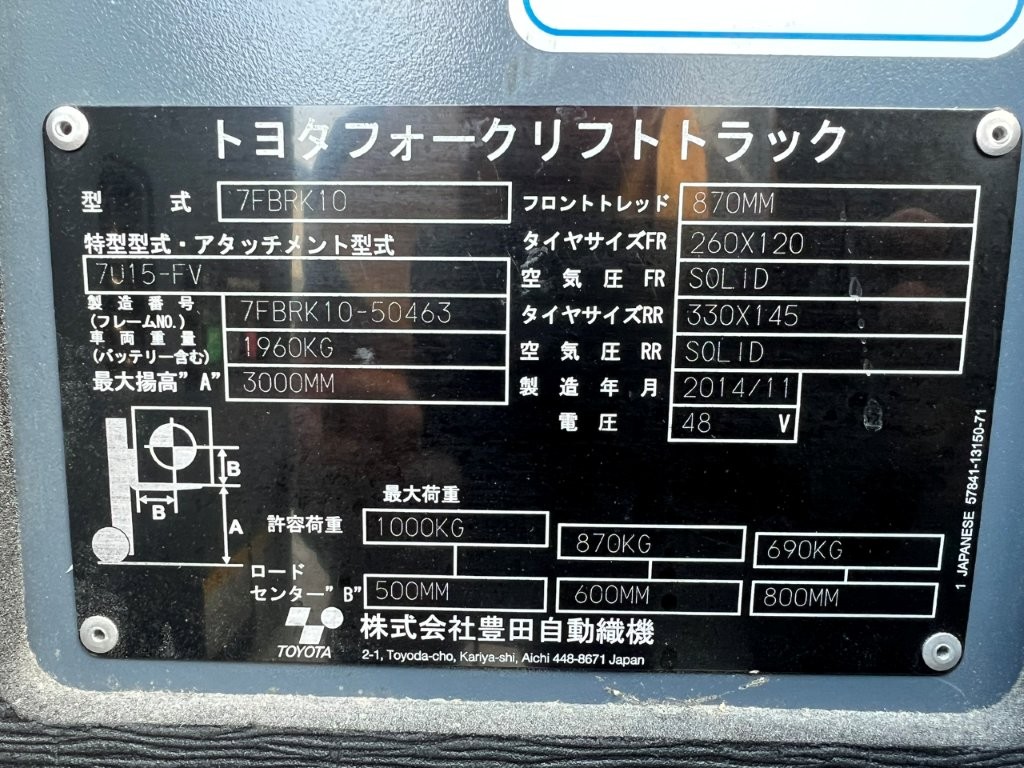 トヨタフォークリフトトラック
型式 7FBRK10
特型型式・アタッチメント型式
7U15-FV
製造番号
(フレームNO.) 7FBRK10-50463
車両重量
(バッテリー含む) 1960KG
最大揚高"A" 3000MM
フロントトレッド 870MM
タイヤサイズFR 260X120
空気圧 FR SOLID
タイヤサイズRR 330X145
空気圧 RR SOLID
製造年月 2014/11
電圧 48 V
B
B
A
最大荷重
許容荷重 1000KG 870KG 690KG
ロード
センター"B" 500MM 600MM 800MM
TOYOTA
株式会社豊田自動織機
2-1, Toyoda-cho, Kariya-shi, Aichi 448-8671 Japan
1 JAPANESE 57841-13150-71